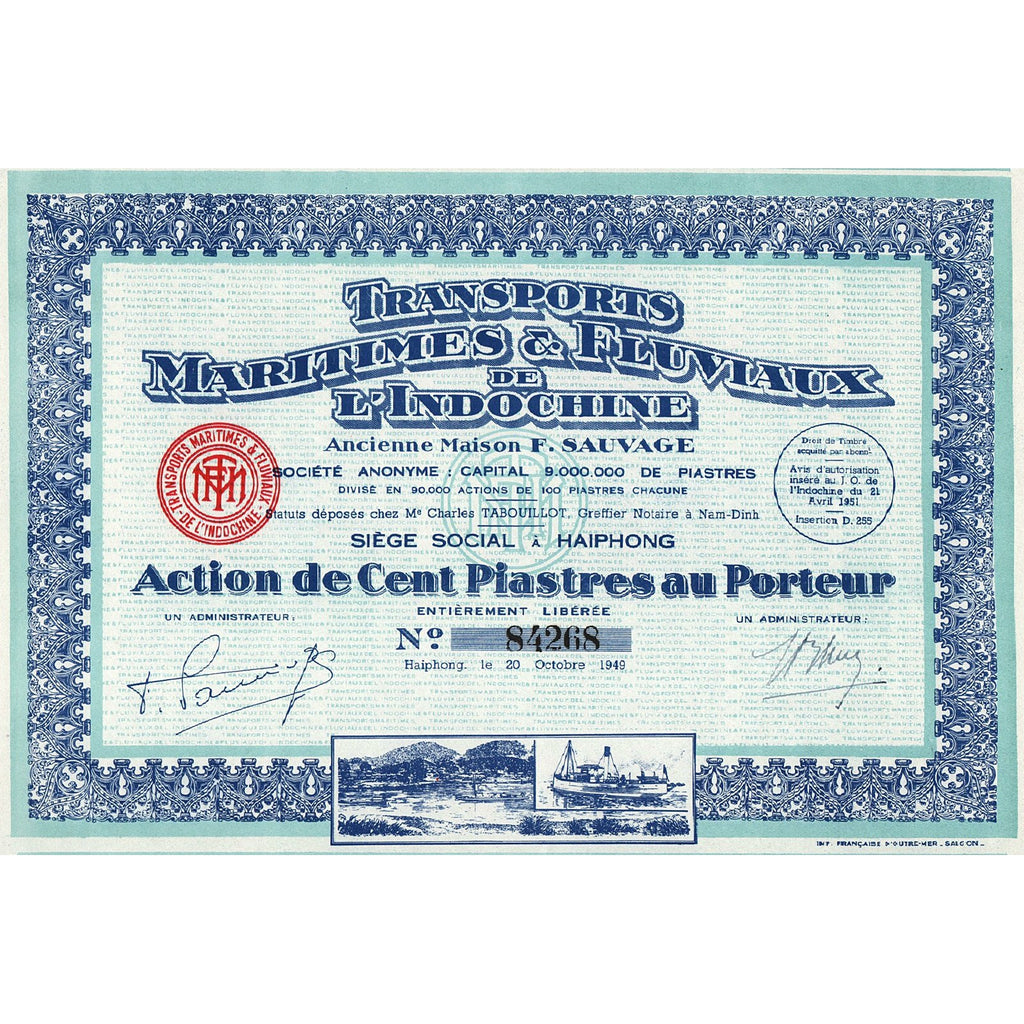 TRANSPORTS
MARITIMES & FLUVIAUX
DE
L'INDOCHINE
Ancienne Maison F. SAUVAGE
SOCIÉTÉ ANONYME : CAPITAL 9.000.000 DE PIASTRES
DIVISÉ EN 90.000 ACTIONS DE 100 PIASTRES CHACUNE
Statuts déposés chez Me Charles TABOUILLOT, Greffier Notaire à Nam-Dinh
SIÈGE SOCIAL À HAIPHONG
TRANSPORTS MARITIMES & FLUVIAUX
- DE L'INDOCHINE -
Droit de Timbre
acquitté par abonnt
Avis d'autorisation
inséré au J. O. de
l'Indochine du 21
Avril 1951
Insertion D. 255
Action de Cent Piastres au Porteur
ENTIÈREMENT LIBÉRÉE
UN ADMINISTRATEUR :
UN ADMINISTRATEUR :
No 84268
Haiphong, le 20 Octobre 1949
IMP. FRANÇAISE D'OUTRE-MER - SAIGON -